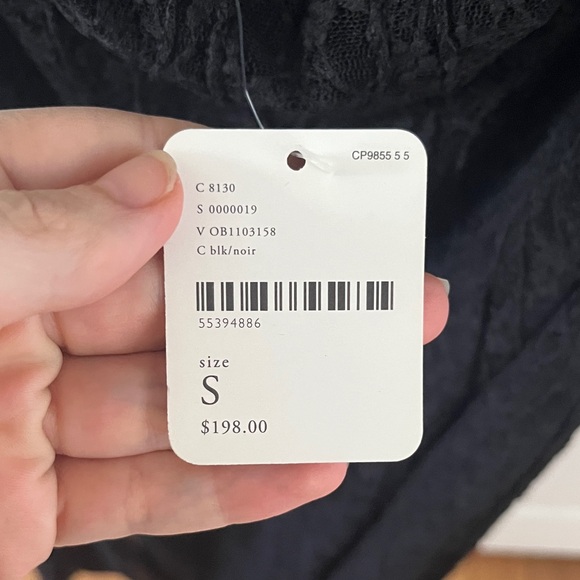 CP9855 5 5
C 8130
S 0000019
V OB1103158
C blk/noir
55394886
size
S
$198.00